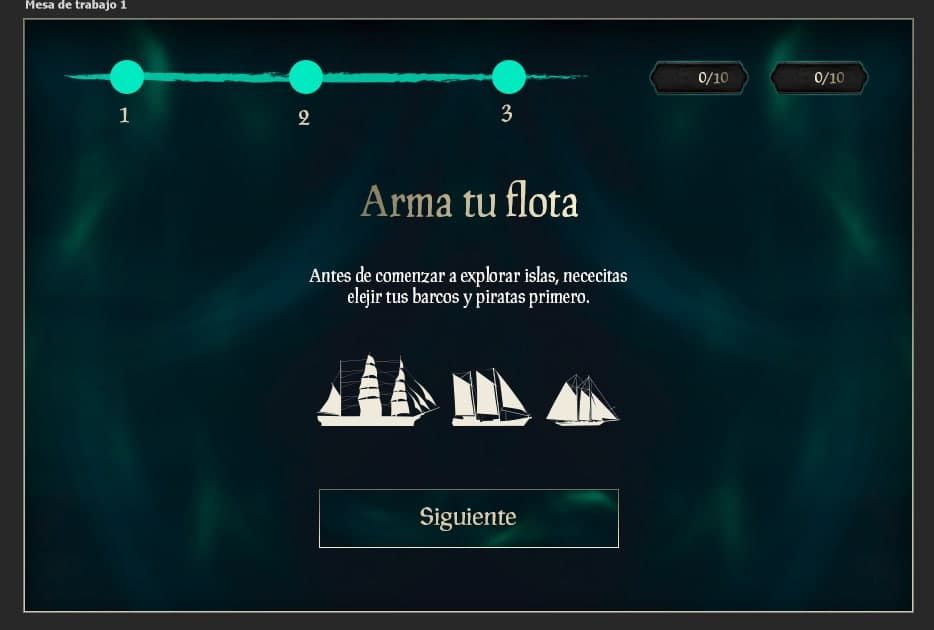 Mesa de trabajo 1
0/10
0/10
1
2
3
Arma tu flota
Antes de comenzar a explorar islas, nececitas
elejir tus barcos y piratas primero.
Siguiente